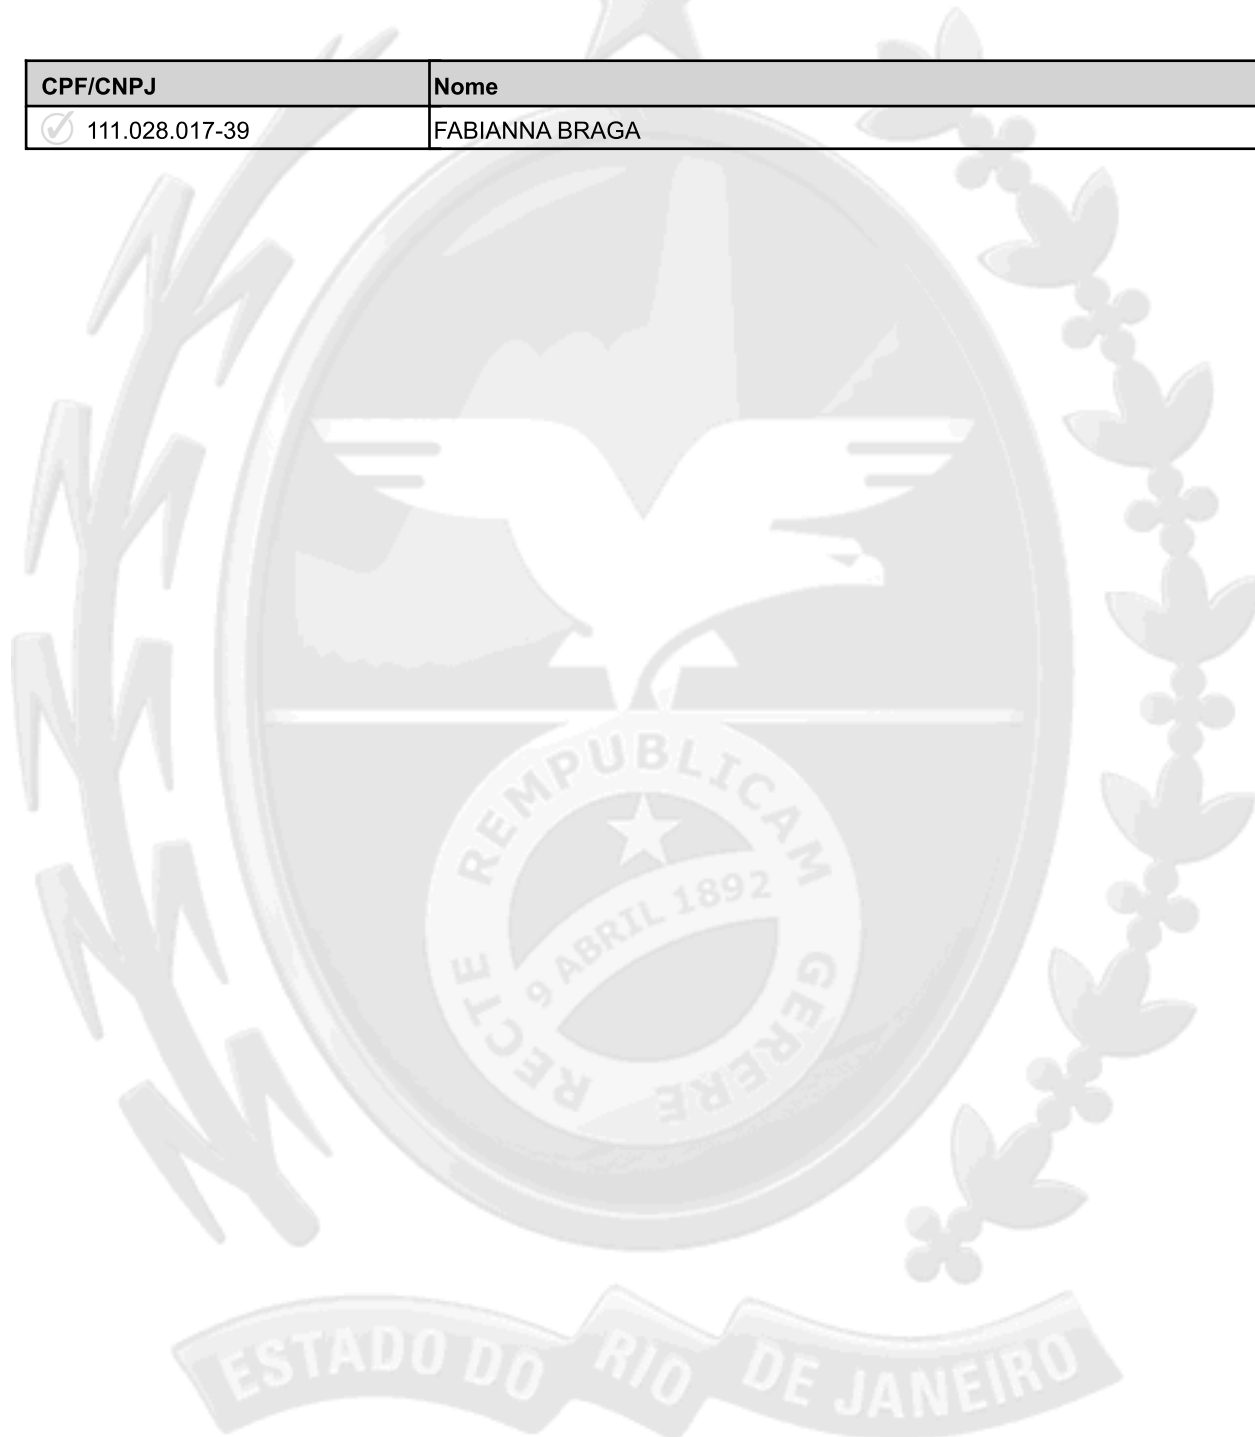 CPF/CNPJ Nome
111.028.017-39 FABIANNA BRAGA
REMPUBLICAM
9 ABRIL 1892
RECTE GERERE
ESTADO DO RIO DE JANEIRO